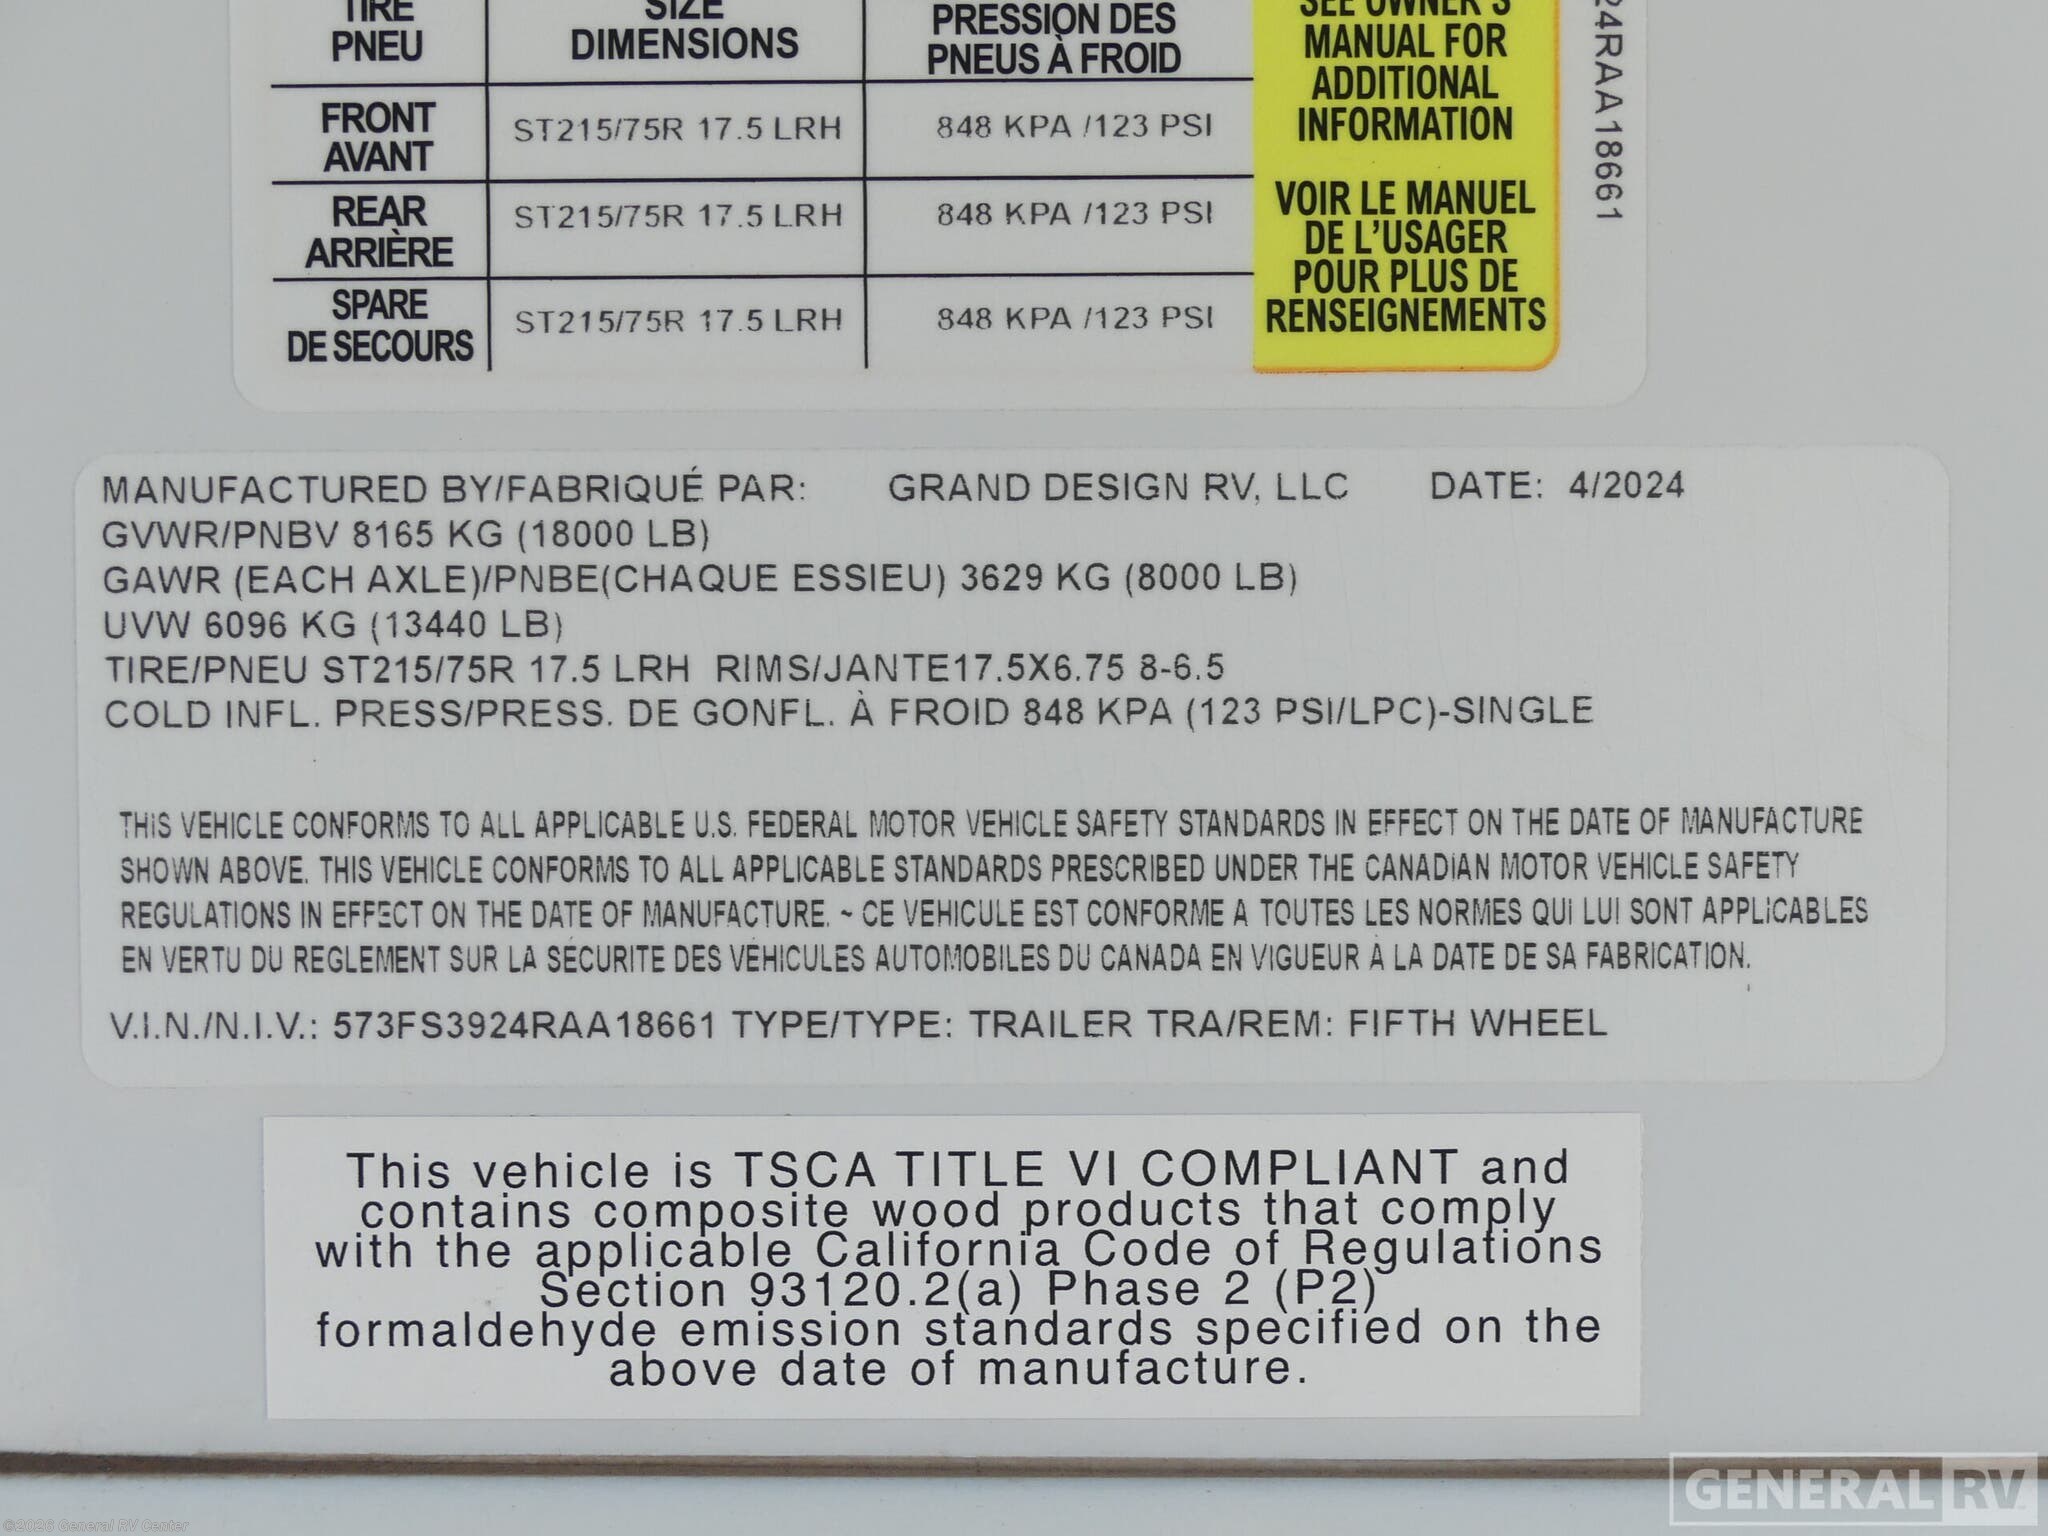 TIRE
PNEU
SIZE
DIMENSIONS
PRESSION DES
PNEUS À FROID
SEE OWNER'S
MANUAL FOR
ADDITIONAL
INFORMATION
FRONT
AVANT
ST215/75R 17.5 LRH
848 KPA /123 PSI
REAR
ARRIÈRE
ST215/75R 17.5 LRH
848 KPA /123 PSI
SPARE
DE SECOURS
ST215/75R 17.5 LRH
848 KPA /123 PSI
VOIR LE MANUEL
DE L'USAGER
POUR PLUS DE
RENSEIGNEMENTS
24RAA18661
MANUFACTURED BY/FABRIQUÉ PAR: GRAND DESIGN RV, LLC DATE: 4/2024
GVWR/PNBV 8165 KG (18000 LB)
GAWR (EACH AXLE)/PNBE(CHAQUE ESSIEU) 3629 KG (8000 LB)
UVW 6096 KG (13440 LB)
TIRE/PNEU ST215/75R 17.5 LRH RIMS/JANTE17.5X6.75 8-6.5
COLD INFL. PRESS/PRESS. DE GONFL. À FROID 848 KPA (123 PSI/LPC)-SINGLE
THIS VEHICLE CONFORMS TO ALL APPLICABLE U.S. FEDERAL MOTOR VEHICLE SAFETY STANDARDS IN EFFECT ON THE DATE OF MANUFACTURE
SHOWN ABOVE. THIS VEHICLE CONFORMS TO ALL APPLICABLE STANDARDS PRESCRIBED UNDER THE CANADIAN MOTOR VEHICLE SAFETY
REGULATIONS IN EFFECT ON THE DATE OF MANUFACTURE. ~ CE VEHICULE EST CONFORME A TOUTES LES NORMES QUI LUI SONT APPLICABLES
EN VERTU DU REGLEMENT SUR LA SÉCURITE DES VÉHICULES AUTOMOBILES DU CANADA EN VIGUEUR À LA DATE DE SA FABRICATION.
V.I.N./N.I.V.: 573FS3924RAA18661 TYPE/TYPE: TRAILER TRA/REM: FIFTH WHEEL
This vehicle is TSCA TITLE VI COMPLIANT and
contains composite wood products that comply
with the applicable California Code of Regulations
Section 93120.2(a) Phase 2 (P2)
formaldehyde emission standards specified on the
above date of manufacture.
GENERAL RV
©2026 General RV Center